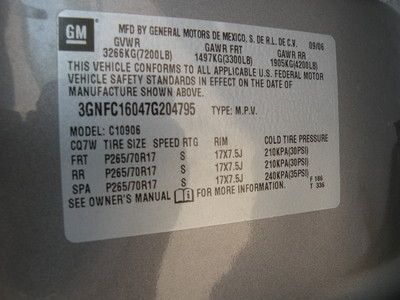 GM
MFD BY GENERAL MOTORS DE MEXICO, S. DE R.L. DE C.V. 09/06
GVWR GAWR FRT GAWR RR
3266KG(7200LB) 1497KG(3300LB) 1905KG(4200LB)
THIS VEHICLE CONFORMS TO ALL APPLICABLE U.S. FEDERAL MOTOR
VEHICLE SAFETY STANDARDS IN EFFECT ON THE DATE OF
MANUFACTURE SHOWN ABOVE.
3GNFC16047G204795 TYPE: M.P.V.
MODEL: C10906
CQ7W TIRE SIZE SPEED RTG RIM COLD TIRE PRESSURE
FRT P265/70R17 S 17X7.5J 210KPA(30PSI)
RR P265/70R17 S 17X7.5J 210KPA(30PSI)
SPA P265/70R17 S 17X7.5J 240KPA(35PSI) F 186
SEE OWNER'S MANUAL FOR MORE INFORMATION. T 336